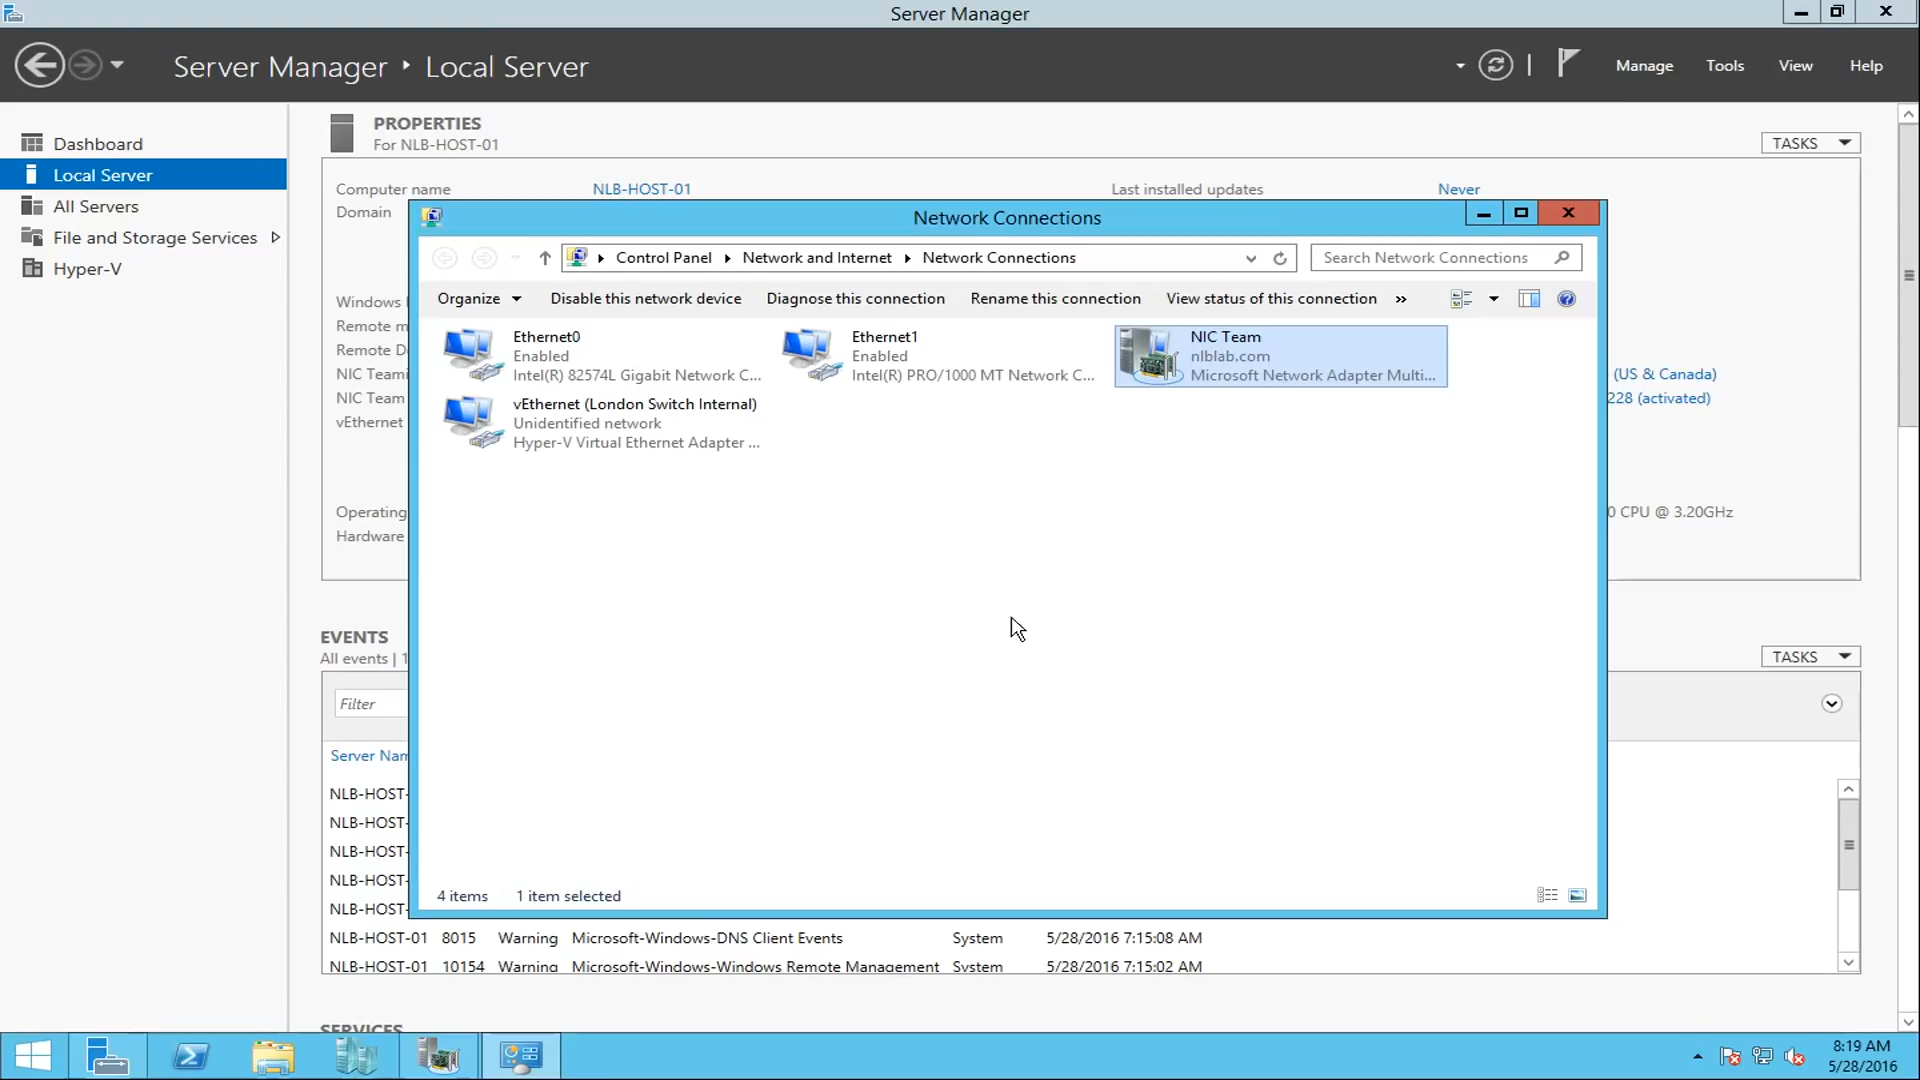 Server Manager
Server Manager ‣ Local Server
Manage Tools View Help
Dashboard
Local Server
All Servers
File and Storage Services
Hyper-V
PROPERTIES
For NLB-HOST-01
TASKS
Computer name NLB-HOST-01 Last installed updates Never
Domain
Windows
Remote m
Remote D
NIC Teami
NIC Team
vEthernet
(US & Canada)
228 (activated)
Operating
0 CPU @ 3.20GHz
Hardware
Network Connections
Control Panel Network and Internet Network Connections
Search Network Connections
Organize Disable this network device Diagnose this connection Rename this connection View status of this connection »
Ethernet0
Enabled
Intel(R) 82574L Gigabit Network C...
Ethernet1
Enabled
Intel(R) PRO/1000 MT Network C...
NIC Team
nlblab.com
Microsoft Network Adapter Multi...
vEthernet (London Switch Internal)
Unidentified network
Hyper-V Virtual Ethernet Adapter ...
4 items 1 item selected
EVENTS
All events | 1
TASKS
Filter
Server Nam
NLB-HOST-
NLB-HOST-
NLB-HOST-
NLB-HOST-
NLB-HOST-
NLB-HOST-01 8015 Warning Microsoft-Windows-DNS Client Events System 5/28/2016 7:15:08 AM
NLB-HOST-01 10154 Warning Microsoft-Windows-Windows Remote Management System 5/28/2016 7:15:02 AM
SERVICES
8:19 AM
5/28/2016